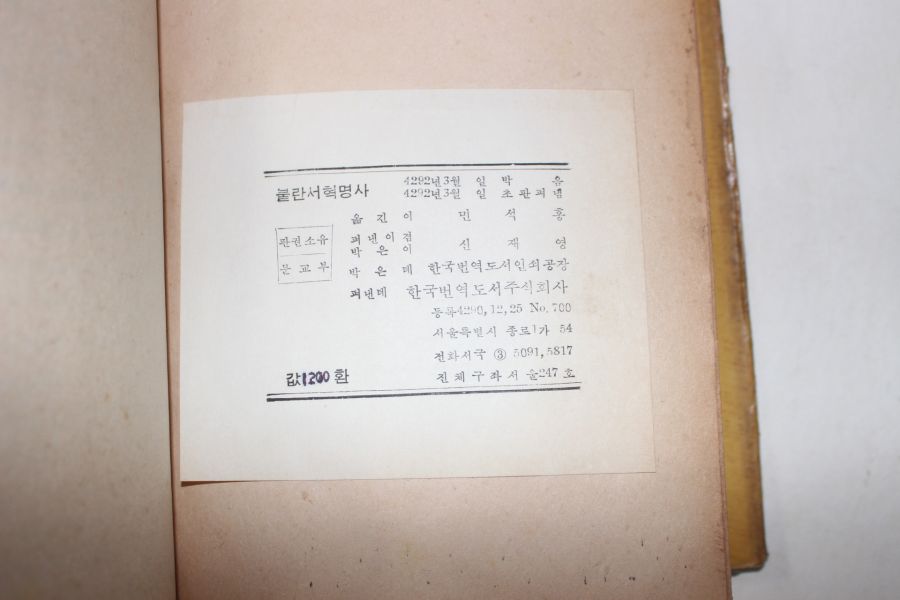 불란서혁명사
4292년3월 일 박 음
4292년3월 일 초 판 펴 냄
옮 긴 이 민 석 홍
판권소유
문 교 부
펴 낸 이 겸
박 은 이 신 재 영
박 은 데 한국번역도서인쇄공장
펴낸데 한국번역도서주식회사
등록4290, 12, 25 No. 700
서울특별시 종로1가 54
전화서국 ③ 5091, 5817
값1200환
진 체 구 좌 서 울247 호